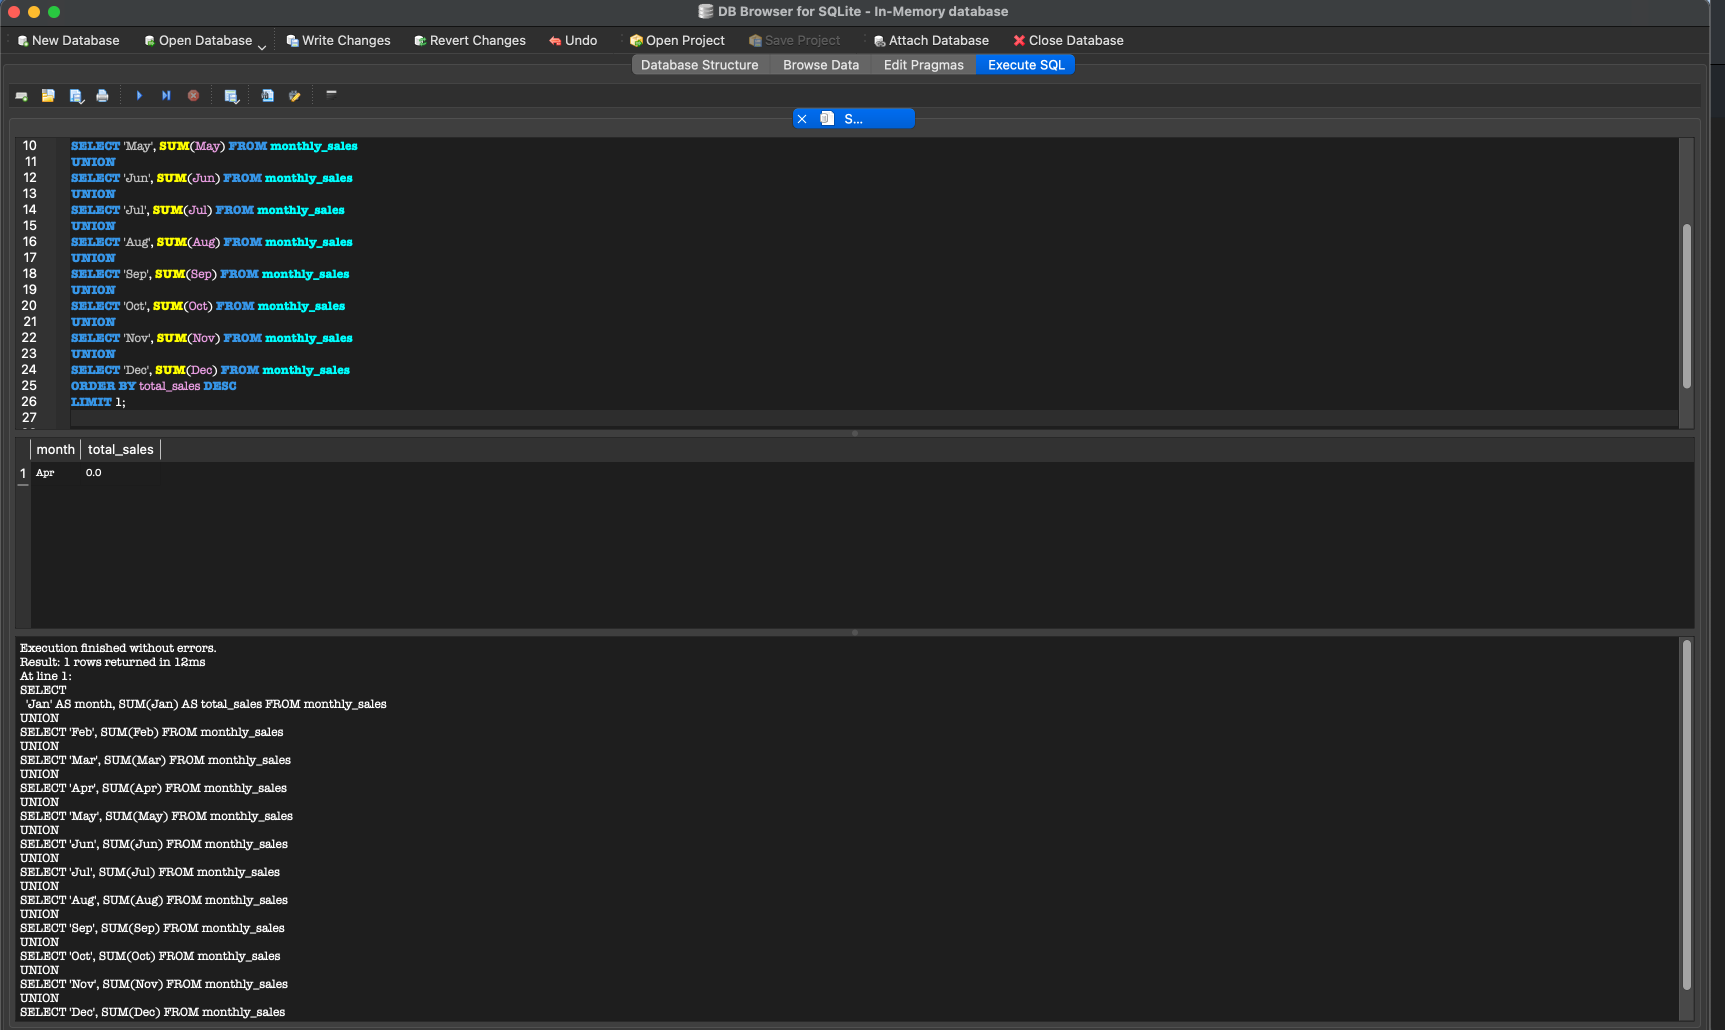 DB Browser for SQLite - In-Memory database
New Database Open Database Write Changes Revert Changes Undo Open Project Save Project Attach Database Close Database
Database Structure Browse Data Edit Pragmas Execute SQL
S...
10 SELECT 'May', SUM(May) FROM monthly_sales
11 UNION
12 SELECT 'Jun', SUM(Jun) FROM monthly_sales
13 UNION
14 SELECT 'Jul', SUM(Jul) FROM monthly_sales
15 UNION
16 SELECT 'Aug', SUM(Aug) FROM monthly_sales
17 UNION
18 SELECT 'Sep', SUM(Sep) FROM monthly_sales
19 UNION
20 SELECT 'Oct', SUM(Oct) FROM monthly_sales
21 UNION
22 SELECT 'Nov', SUM(Nov) FROM monthly_sales
23 UNION
24 SELECT 'Dec', SUM(Dec) FROM monthly_sales
25 ORDER BY total_sales DESC
26 LIMIT 1;
27
month total_sales
1 Apr 0.0
Execution finished without errors.
Result: 1 rows returned in 12ms
At line 1:
SELECT
'Jan' AS month, SUM(Jan) AS total_sales FROM monthly_sales
UNION
SELECT 'Feb', SUM(Feb) FROM monthly_sales
UNION
SELECT 'Mar', SUM(Mar) FROM monthly_sales
UNION
SELECT 'Apr', SUM(Apr) FROM monthly_sales
UNION
SELECT 'May', SUM(May) FROM monthly_sales
UNION
SELECT 'Jun', SUM(Jun) FROM monthly_sales
UNION
SELECT 'Jul', SUM(Jul) FROM monthly_sales
UNION
SELECT 'Aug', SUM(Aug) FROM monthly_sales
UNION
SELECT 'Sep', SUM(Sep) FROM monthly_sales
UNION
SELECT 'Oct', SUM(Oct) FROM monthly_sales
UNION
SELECT 'Nov', SUM(Nov) FROM monthly_sales
UNION
SELECT 'Dec', SUM(Dec) FROM monthly_sales